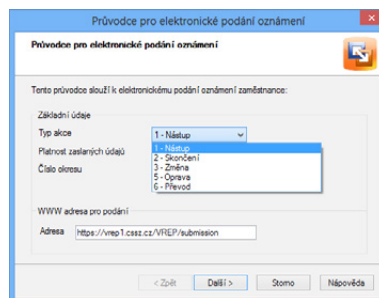 Průvodce pro elektronické podání oznámení
Průvodce pro elektronické podání oznámení
Tento průvodce slouží k elektronickému podání oznámení zaměstnance:
Základní údaje
Typ akce
1 - Nástup
1 - Nástup
Platnost zaslaných údajů
2 - Skončení
3 - Změna
Číslo okresu
5 - Oprava
6 - Převod
WWW adresa pro podání
Adresa https://vrep1.cssz.cz/VREP/submission
< Zpět Další > Storno Nápověda